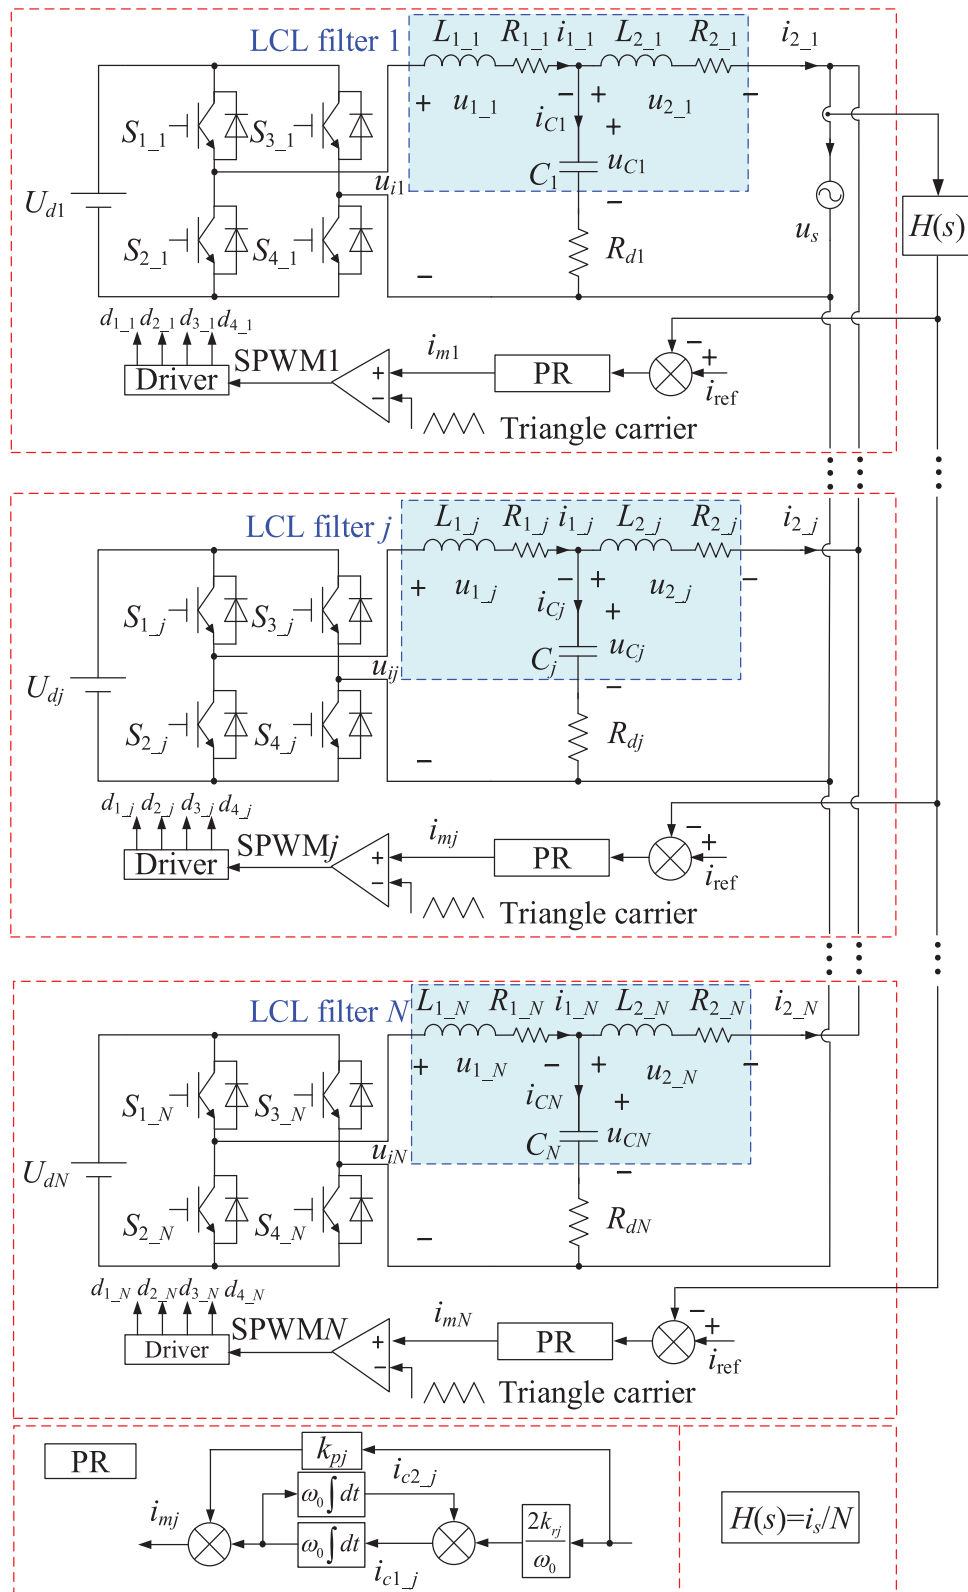 LCL filter 1
L1_1 R1_1 i1_1 L2_1 R2_1 i2_1
+ u1_1 − + u2_1 −
S1_1 S3_1
iC1 +
ui1 C1 uC1
−
Ud1
us
H(s)
S2_1 S4_1
− Rd1
d1_1 d2_1 d3_1 d4_1
Driver
SPWM1
+
−
im1
PR
− +
iref
Triangle carrier
LCL filter j
L1_j R1_j i1_j L2_j R2_j i2_j
+ u1_j − + u2_j −
S1_j S3_j
iCj +
uij Cj uCj
−
Udj
S2_j S4_j
− Rdj
d1_j d2_j d3_j d4_j
Driver
SPWMj
+
−
imj
PR
− +
iref
Triangle carrier
LCL filter N
L1_N R1_N i1_N L2_N R2_N i2_N
+ u1_N − + u2_N −
S1_N S3_N
iCN +
uiN CN uCN
−
UdN
S2_N S4_N
− RdN
d1_N d2_N d3_N d4_N
Driver
SPWMN
+
−
imN
PR
− +
iref
Triangle carrier
PR
kpj
ic2_j
ω0∫dt
imj
ω0∫dt
ic1_j
2krj/ω0
H(s)=is/N